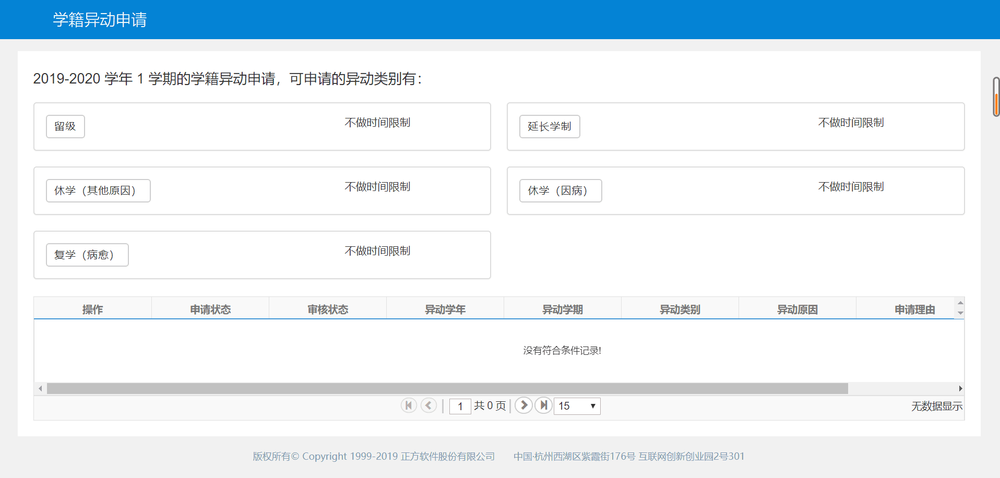 学籍异动申请
2019-2020 学年 1 学期的学籍异动申请，可申请的异动类别有：
留级 不做时间限制
延长学制 不做时间限制
休学（其他原因） 不做时间限制
休学（因病） 不做时间限制
复学（病愈） 不做时间限制
操作 申请状态 审核状态 异动学年 异动学期 异动类别 异动原因 申请理由
没有符合条件记录!
1 共 0 页 15 无数据显示
版权所有© Copyright 1999-2019 正方软件股份有限公司 中国·杭州西湖区紫霞街176号 互联网创新创业园2号301